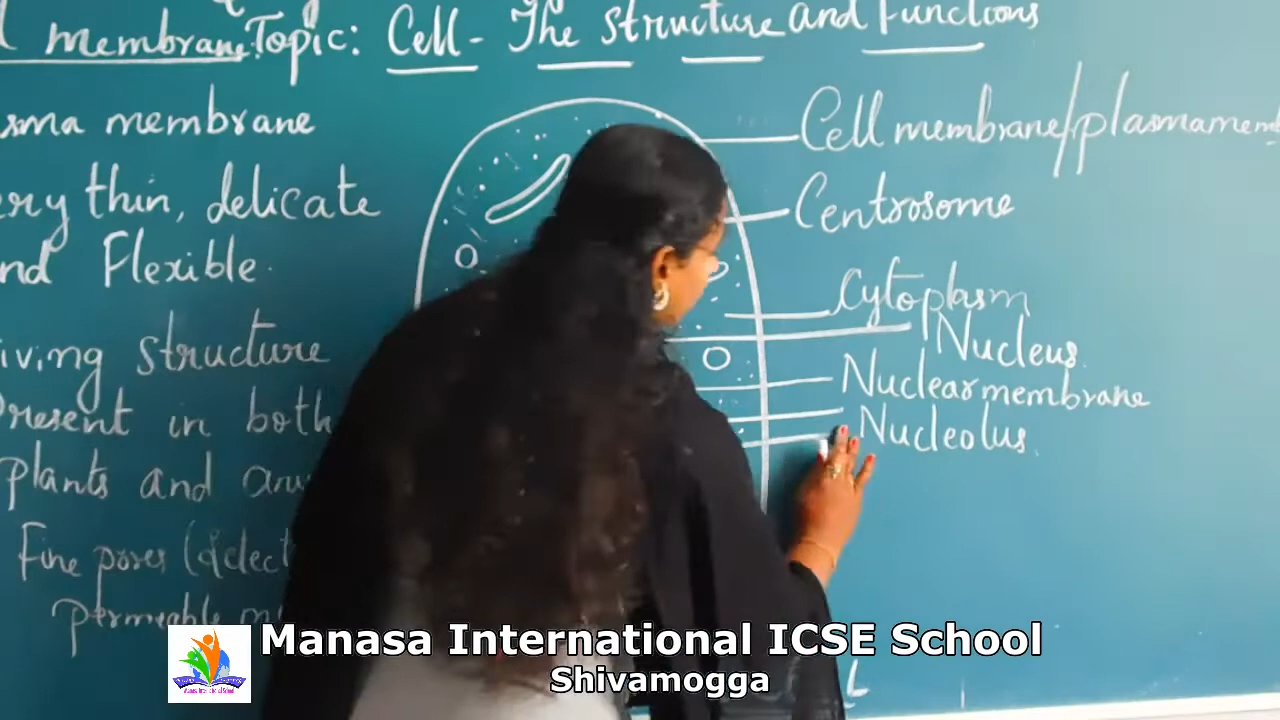 membrane Topic: Cell - The structure and Functions
sma membrane
ery thin, delicate
nd Flexible.
iving structure
Present in both
plants and
Fine pores (
permeable
Cell membrane/plasmamem
Centrosome
Cytoplasm
Nucleus.
Nuclearmembrane
Nucleolus.
Manasa International ICSE School
Shivamogga